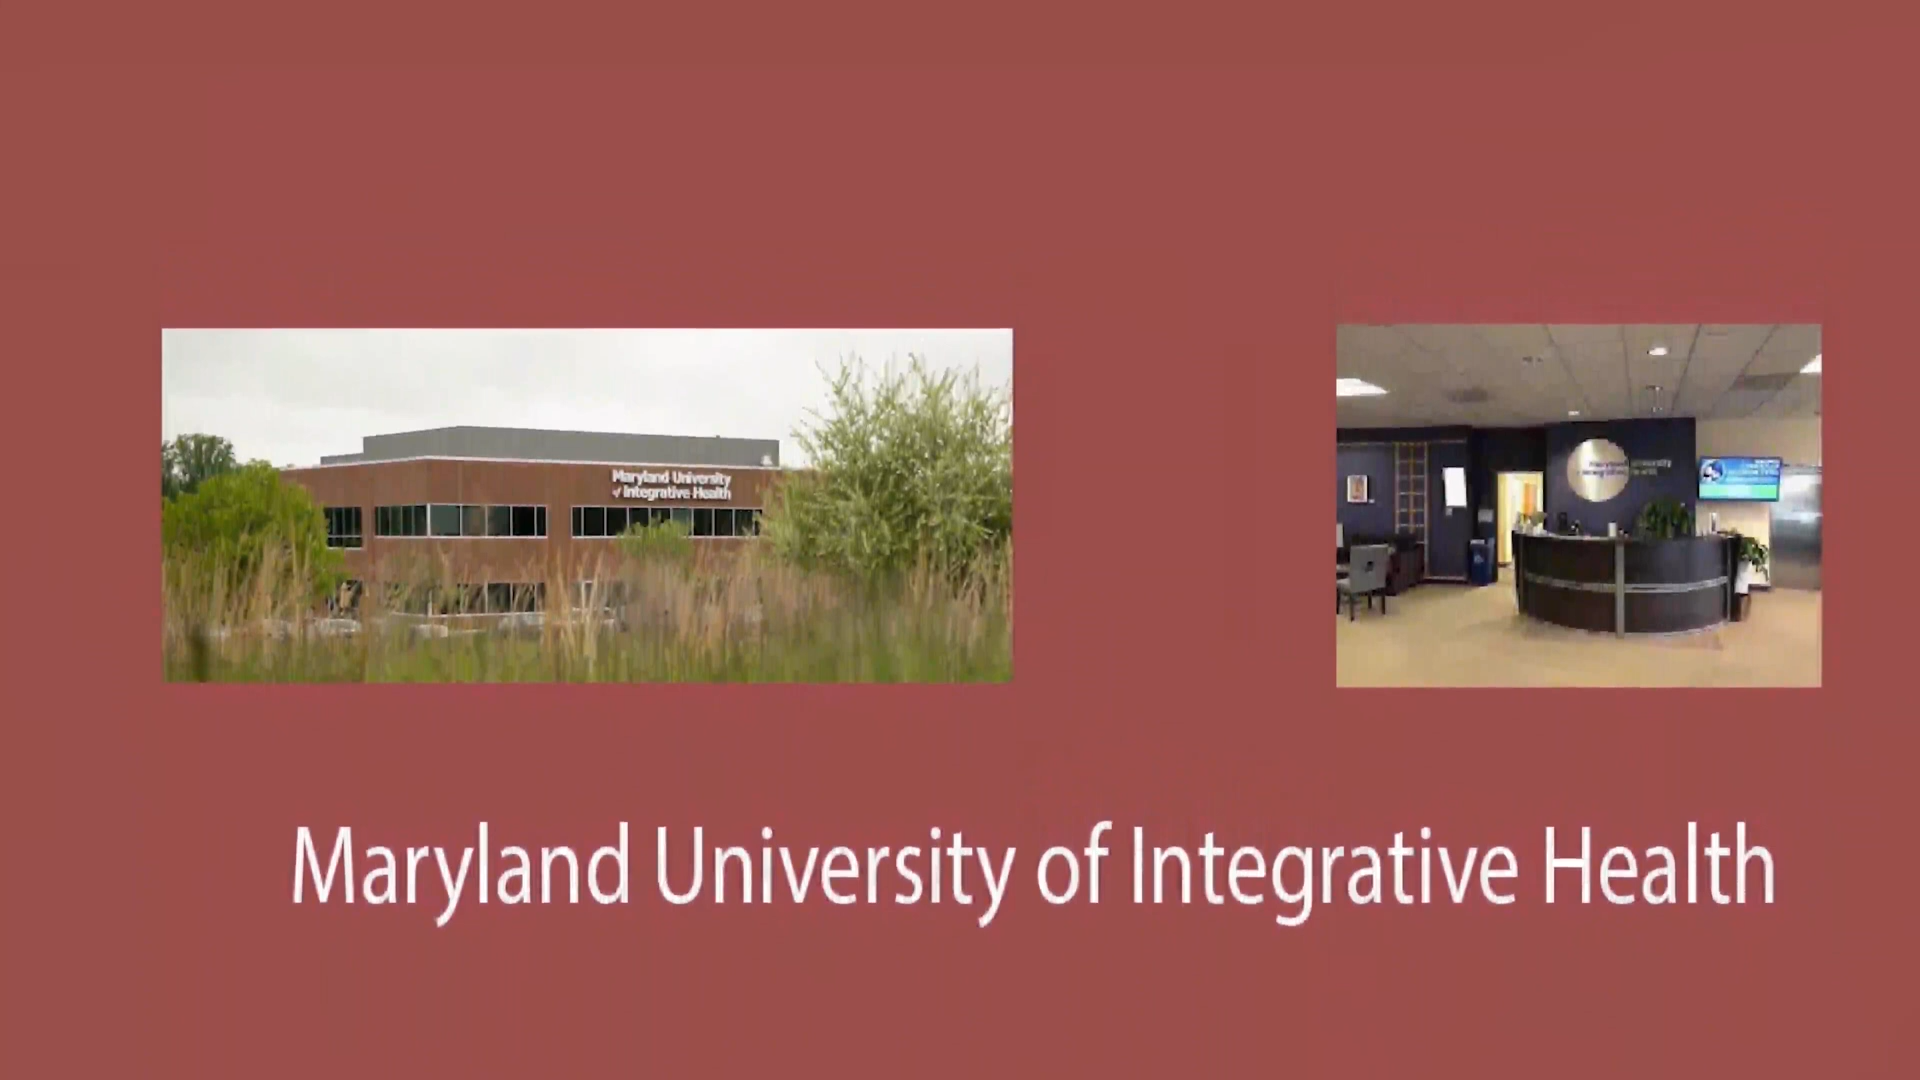 Maryland University
of Integrative Health
Maryland University of Integrative Health